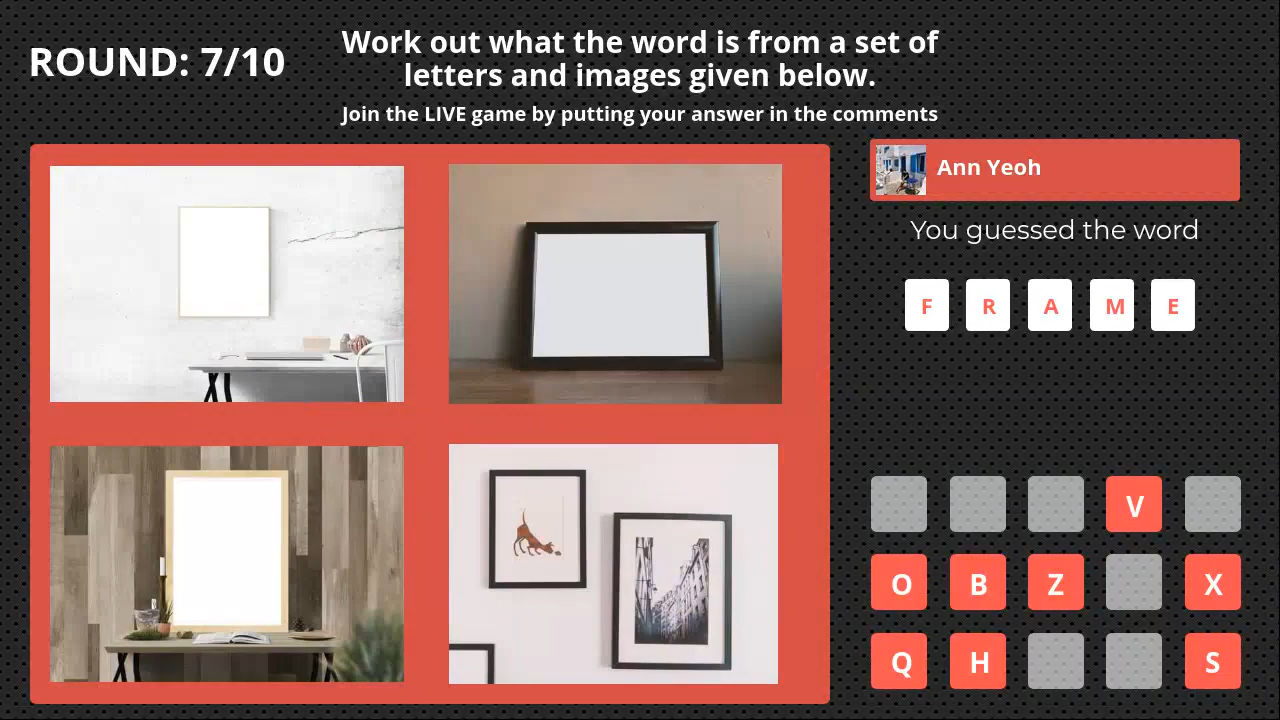 ROUND: 7/10
Work out what the word is from a set of
letters and images given below.
Join the LIVE game by putting your answer in the comments
Ann Yeoh
You guessed the word
F R A M E
V
O B Z X
Q H S